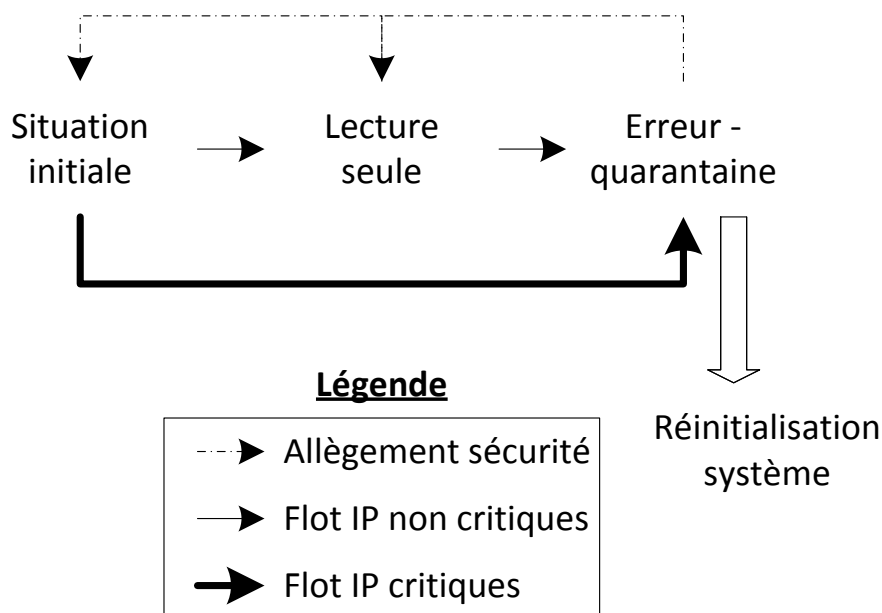 Situation
initiale
Lecture
seule
Erreur -
quarantaine
Réinitialisation
système
Légende
Allègement sécurité
Flot IP non critiques
Flot IP critiques